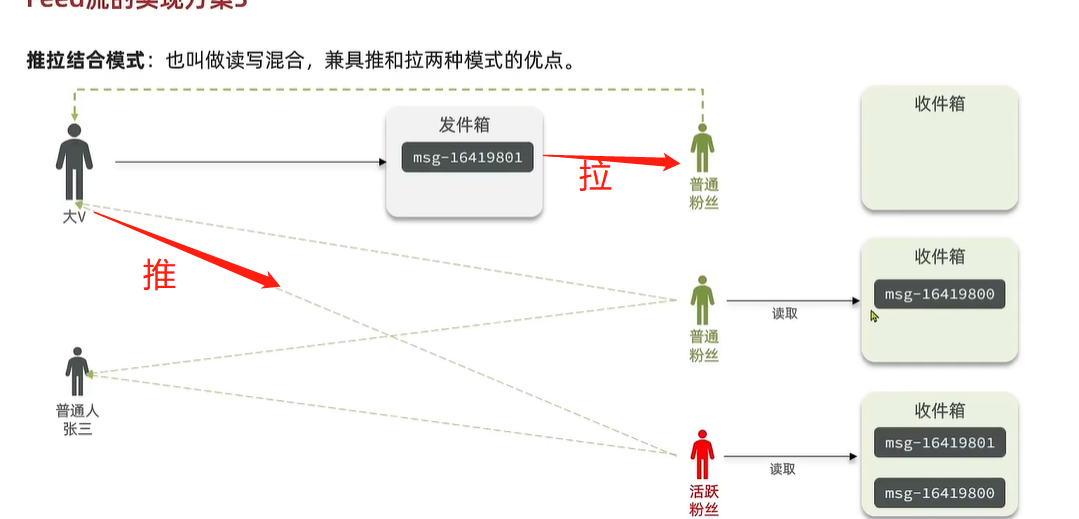 Feed流的实现方案3
推拉结合模式：也叫做读写混合，兼具推和拉两种模式的优点。
发件箱
收件箱
msg-16419801
拉
普通
粉丝
大V
推
收件箱
msg-16419800
读取
普通
粉丝
普通人
张三
收件箱
msg-16419801
读取
msg-16419800
活跃
粉丝